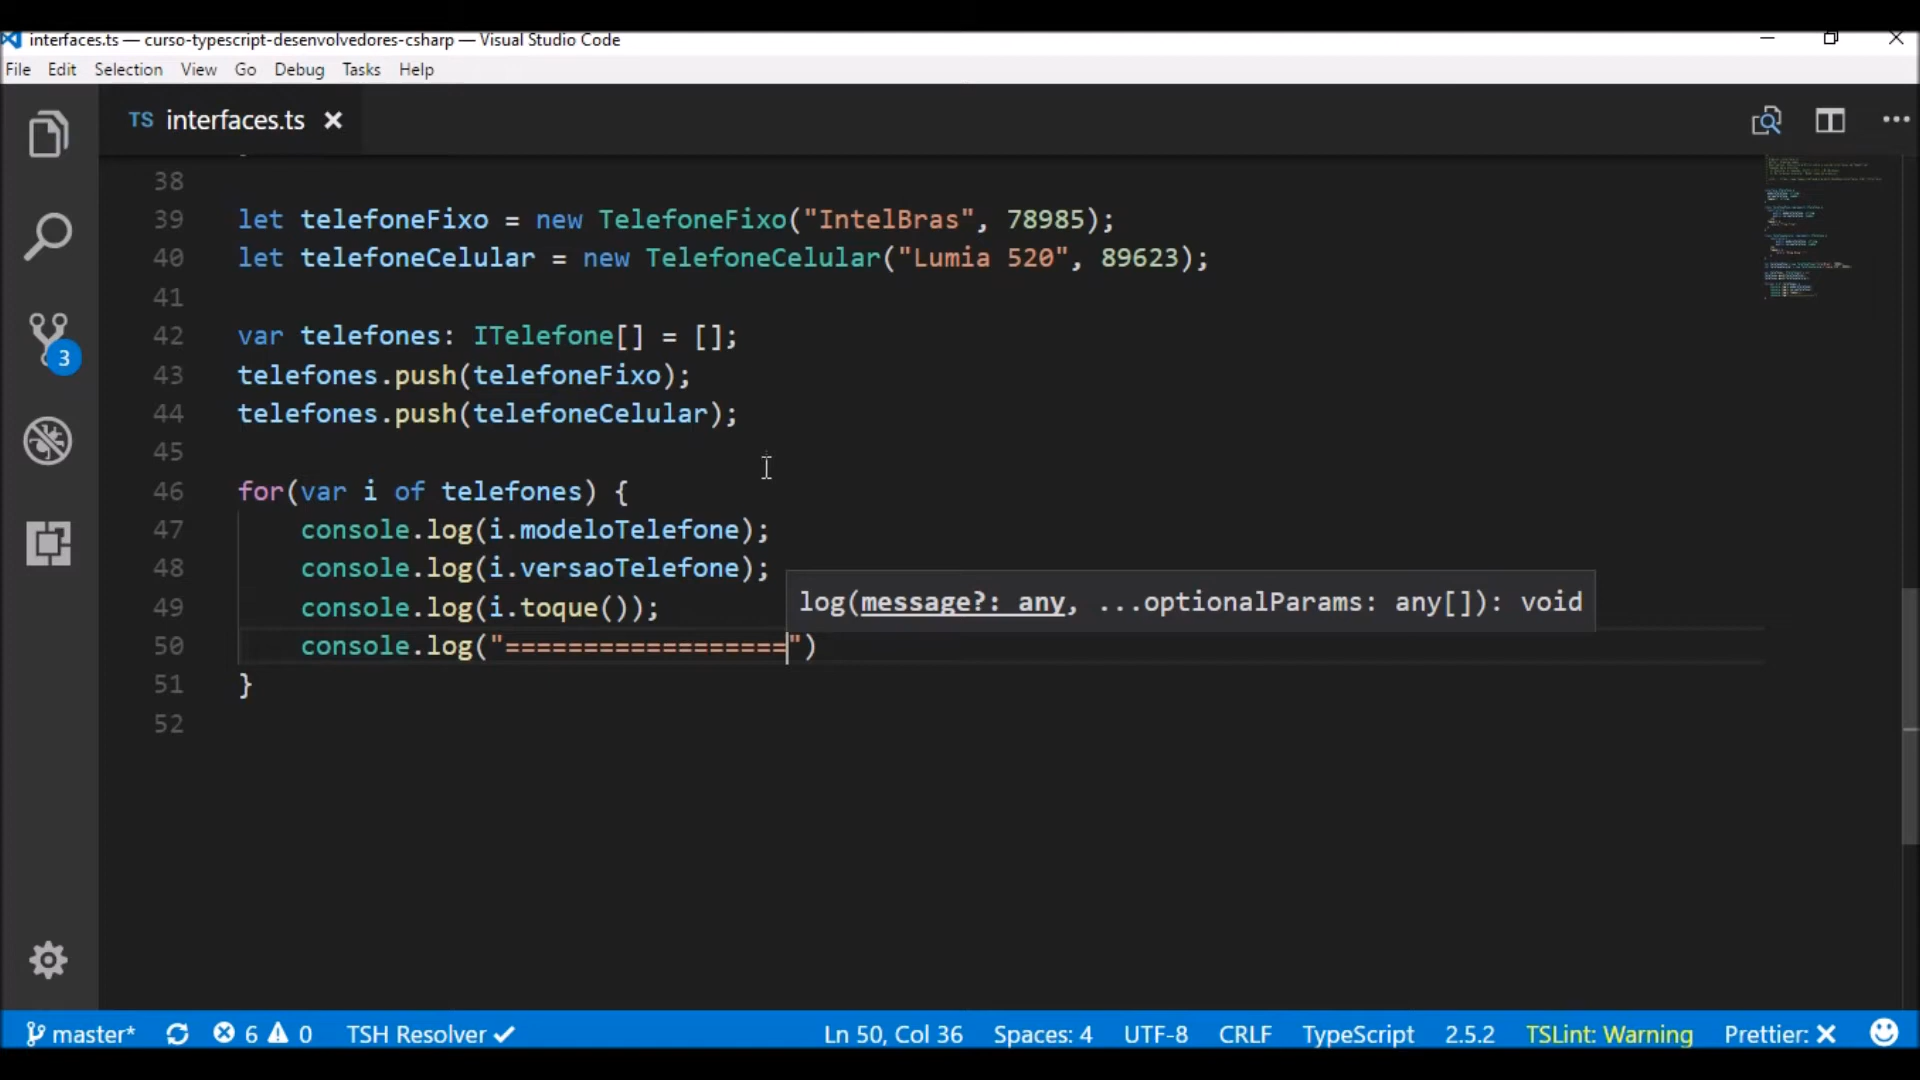 interfaces.ts — curso-typescript-desenvolvedores-csharp — Visual Studio Code
File Edit Selection View Go Debug Tasks Help
TS interfaces.ts
38
39 let telefoneFixo = new TelefoneFixo("IntelBras", 78985);
40 let telefoneCelular = new TelefoneCelular("Lumia 520", 89623);
41
42 var telefones: ITelefone[] = [];
43 telefones.push(telefoneFixo);
44 telefones.push(telefoneCelular);
45
46 for(var i of telefones) {
47 console.log(i.modeloTelefone);
48 console.log(i.versaoTelefone);
log(message?: any, ...optionalParams: any[]): void
49 console.log(i.toque());
50 console.log("==================")
51 }
52
3
master* 6 0 TSH Resolver Ln 50, Col 36 Spaces: 4 UTF-8 CRLF TypeScript 2.5.2 TSLint: Warning Prettier: